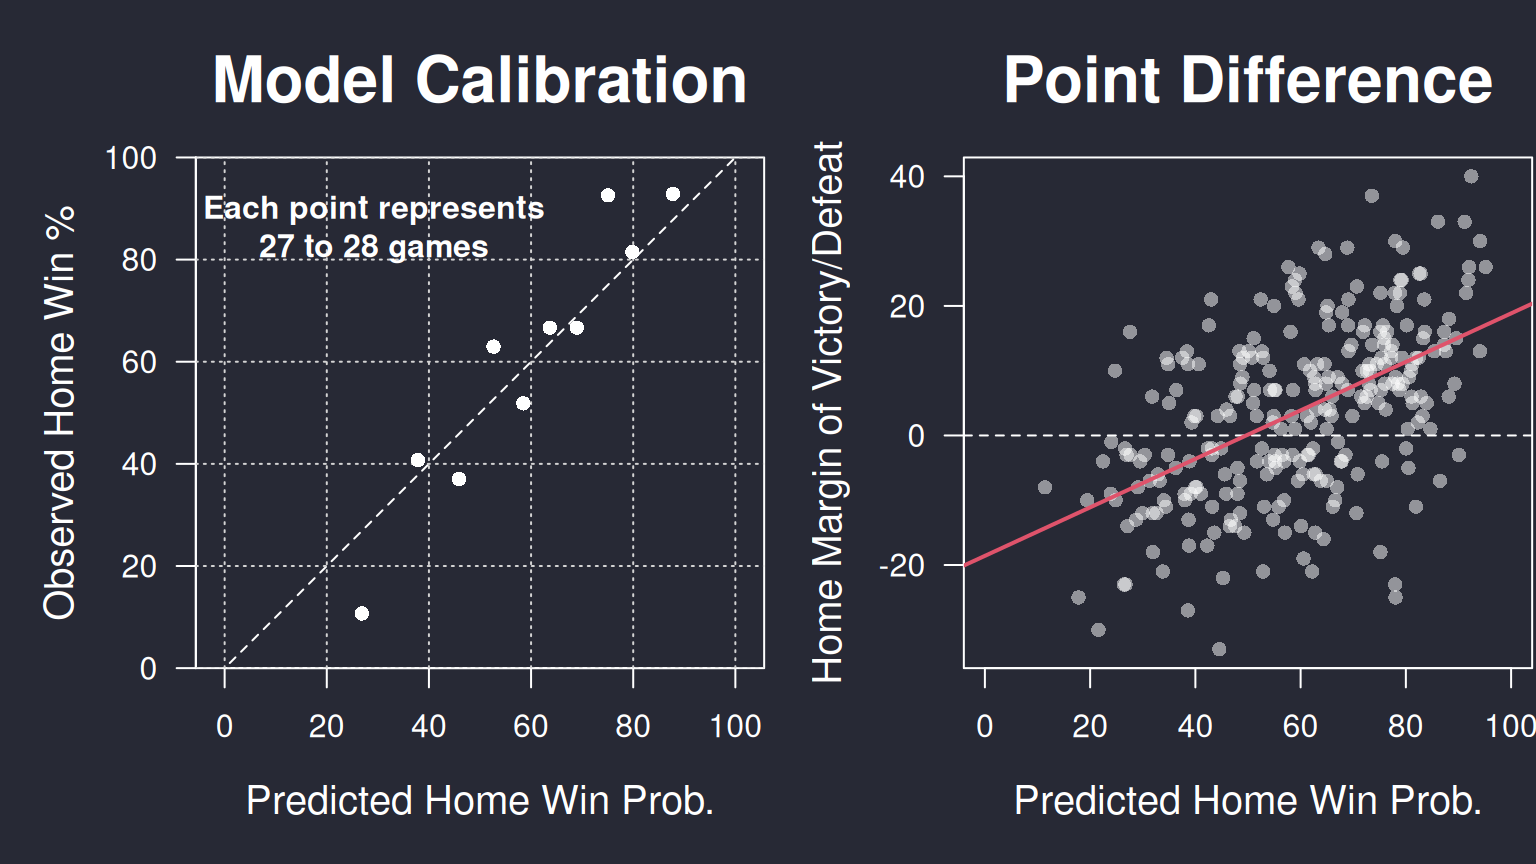 Model Calibration
Observed Home Win %
100
80
60
40
20
0
Each point represents
27 to 28 games
0 20 40 60 80 100
Predicted Home Win Prob.
Point Difference
Home Margin of Victory/Defeat
40
20
0
-20
0 20 40 60 80 100
Predicted Home Win Prob.